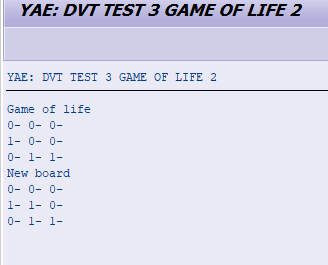 YAE: DVT TEST 3 GAME OF LIFE 2
YAE: DVT TEST 3 GAME OF LIFE 2
Game of life
0- 0- 0-
1- 0- 0-
0- 1- 1-
New board
0- 0- 0-
1- 1- 0-
0- 1- 1-